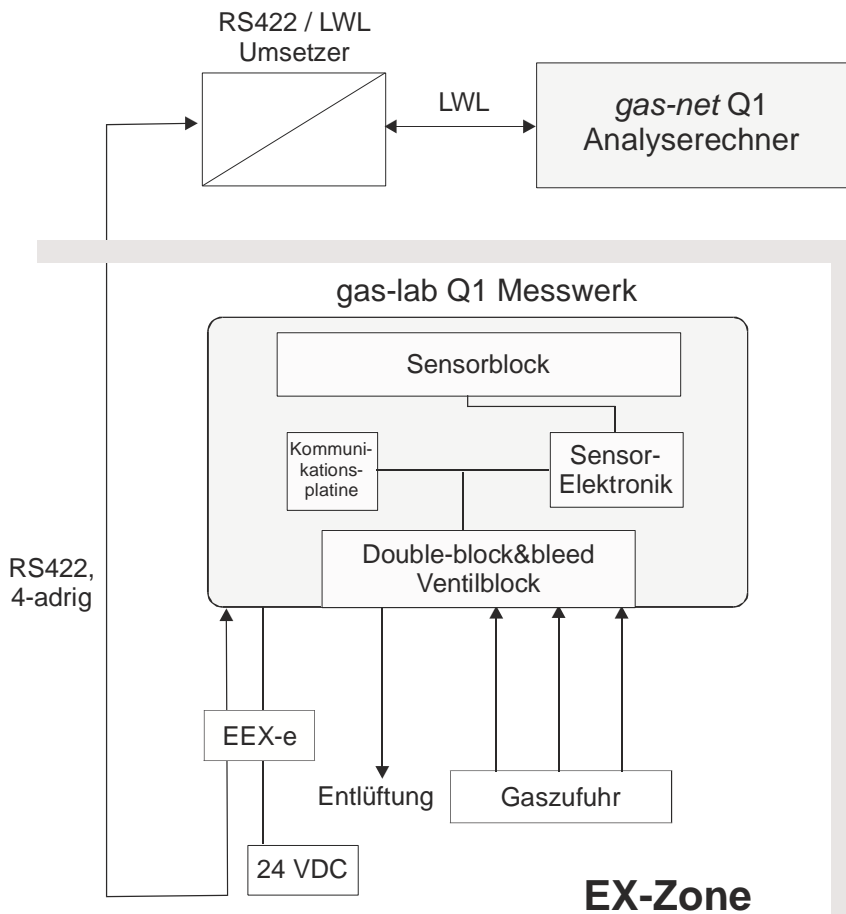 RS422 / LWL
Umsetzer
LWL
gas-net Q1
Analyserechner
gas-lab Q1 Messwerk
Sensorblock
Kommuni-
kations-
platine
Sensor-
Elektronik
Double-block&bleed
Ventilblock
RS422,
4-adrig
EEX-e
Entlüftung
Gaszufuhr
24 VDC
EX-Zone